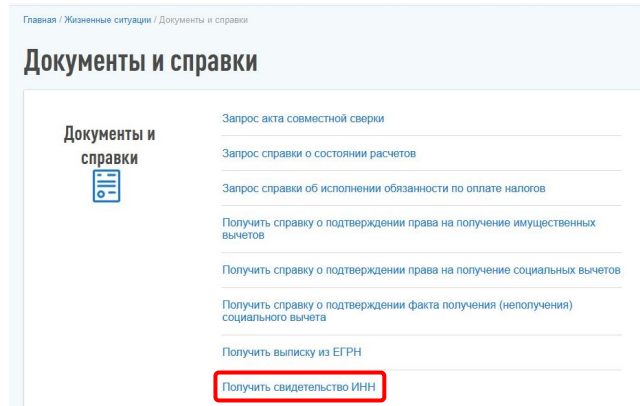 Главная / Жизненные ситуации / Документы и справки
Документы и справки
Документы и
справки
Запрос акта совместной сверки
Запрос справки о состоянии расчетов
Запрос справки об исполнении обязанности по оплате налогов
Получить справку о подтверждении права на получение имущественных
вычетов
Получить справку о подтверждении права на получение социальных вычетов
Получить справку о подтверждении факта получения (неполучения)
социального вычета
Получить выписку из ЕГРН
Получить свидетельство ИНН